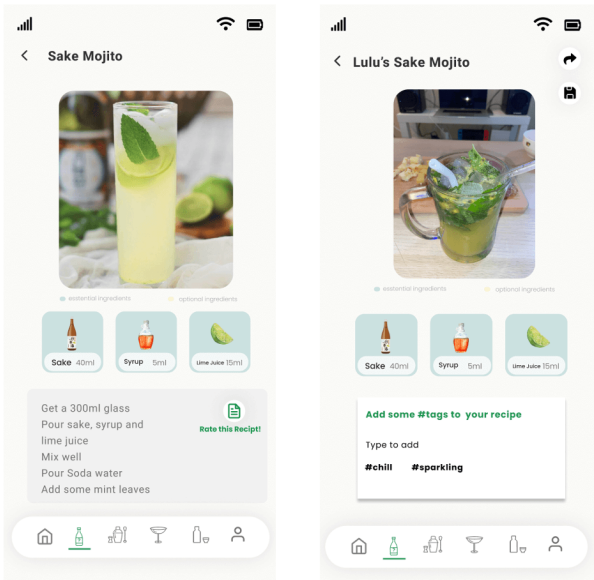 Sake Mojito
essential ingredients
optional ingredients
Sake 40ml
Syrup 5ml
Lime Juice 15ml
Get a 300ml glass
Pour sake, syrup and
lime juice
Mix well
Pour Soda water
Add some mint leaves
Rate this Recipt!
Lulu's Sake Mojito
essential ingredients
optional ingredients
Sake 40ml
Syrup 5ml
Lime Juice 15ml
Add some #tags to your recipe
Type to add
#chill #sparkling